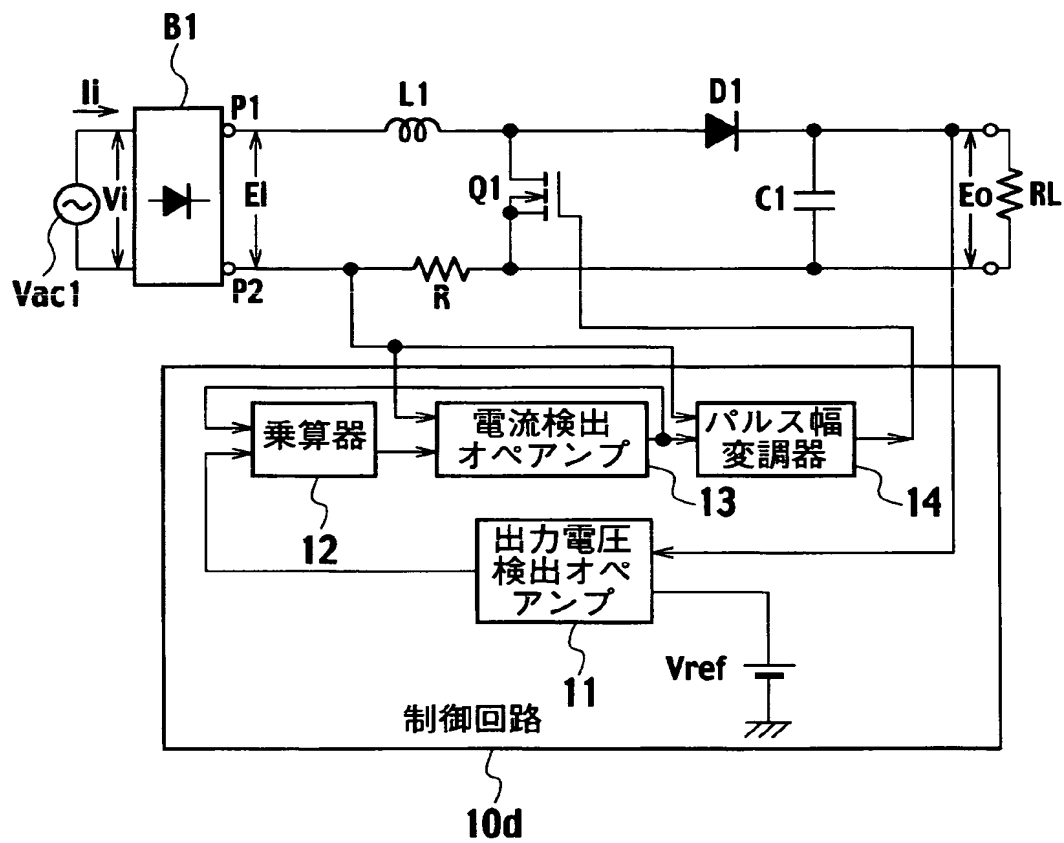 B1
Ii
P1
L1
D1
Vi
Ei
Q1
C1
Eo
RL
Vac1
P2
R
乗算器
電流検出
オペアンプ
パルス幅
変調器
12
13
14
出力電圧
検出オペ
アンプ
11
Vref
制御回路
10d